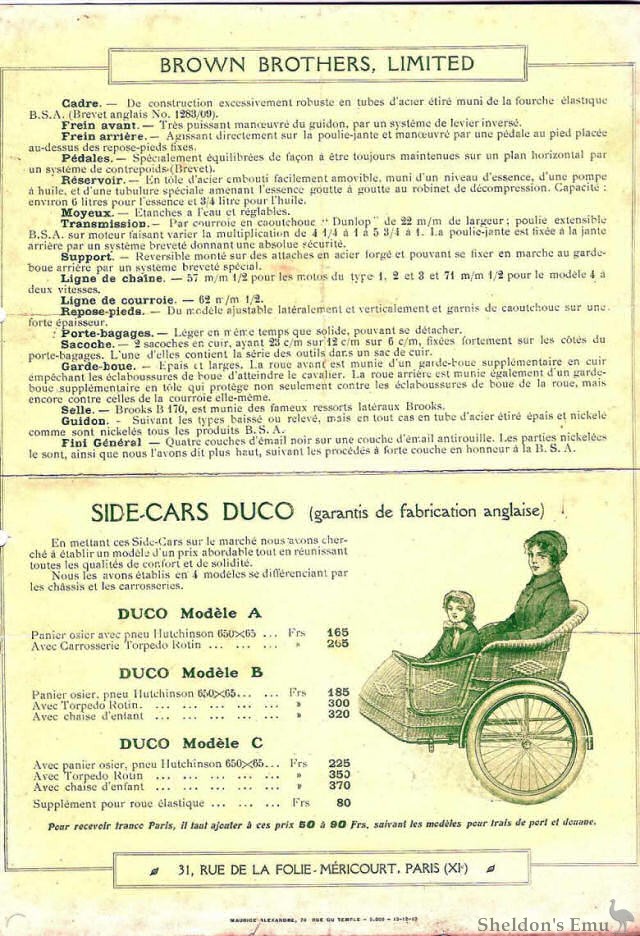 BROWN BROTHERS, LIMITED
Cadre. — De construction excessivement robuste en tubes d'acier étiré muni de la fourche élastique
B.S.A. (Brevet anglais No. 1283/09).
Frein avant. — Très puissant manœuvré du guidon, par un système de levier inversé.
Frein arrière. — Agissant directement sur la poulie-jante et manœuvré par une pédale au pied placée
au-dessus des repose-pieds fixes.
Pédales. — Spécialement équilibrées de façon à être toujours maintenues sur un plan horizontal par
un système de contrepoids (Brevet).
Réservoir. — En tôle d'acier embouti facilement amovible, muni d'un niveau d'essence, d'une pompe
à huile, et d'une tubulure spéciale amenant l'essence goutte à goutte au robinet de décompression. Capacité :
environ 6 litres pour l'essence et 3/4 litre pour l'huile.
Moyeux. — Etanches a l'eau et réglables.
Transmission. — Par courroie en caoutchouc "Dunlop" de 22 m/m de largeur; poulie extensible
B.S.A. sur moteur faisant varier la multiplication de 4 1/4 à 1 à 5 3/4 à 1. La poulie-jante est fixée à la jante
arrière par un système breveté donnant une absolue sécurité.
Support. — Reversible monté sur des attaches en acier forgé et pouvant se fixer en marche au garde-
boue arrière par un système breveté spécial.
Ligne de chaîne. — 57 m/m 1/2 pour les motos du type 1, 2 et 3 et 71 m/m 1/2 pour le modèle 4 à
deux vitesses.
Ligne de courroie. — 62 m/m 1/2.
Repose-pieds. — Du modèle ajustable latéralement et verticalement et garnis de caoutchouc sur une
forte épaisseur.
Porte-bagages. — Léger en même temps que solide, pouvant se détacher.
Sacoche. — 2 sacoches en cuir, ayant 23 c/m sur 12 c/m sur 6 c/m, fixées fortement sur les côtés du
porte-bagages. L'une d'elles contient la série des outils dans un sac de cuir.
Garde-boue. — Epais et larges. La roue avant est munie d'un garde-boue supplémentaire en cuir
empêchant les éclaboussures de boue d'atteindre le cavalier. La roue arrière est munie également d'un garde-
boue supplémentaire en tôle qui protège non seulement contre les éclaboussures de boue de la roue, mais
encore contre celles de la courroie elle-même.
Selle. — Brooks B 170, est munie des fameux ressorts latéraux Brooks.
Guidon. - Suivant les types baissé ou relevé, mais en tout cas en tube d'acier étiré épais et nickelé
comme sont nickelés tous les produits B.S.A.
Fini Général — Quatre couches d'émail noir sur une couche d'émail antirouille. Les parties nickelées
le sont, ainsi que nous l'avons dit plus haut, suivant les procédés à forte couche en honneur à la B.S.A.
SIDE-CARS DUCO (garantis de fabrication anglaise)
En mettant ces Side-Cars sur le marché nous avons cher-
ché à établir un modèle d'un prix abordable tout en réunissant
toutes les qualités de confort et de solidité.
Nous les avons établis en 4 modèles se différenciant par
les châssis et les carrosseries.
DUCO Modèle A
Panier osier avec pneu Hutchinson 650×65 ... Frs 165
Avec Carrosserie Torpedo Rotin ... ... ... » 265
DUCO Modèle B
Panier osier, pneu Hutchinson 650×65... ... Frs 185
Avec Torpedo Rotin. ... ... ... ... ... » 300
Avec chaise d'enfant ... ... ... ... ... » 320
DUCO Modèle C
Avec panier osier, pneu Hutchinson 650×65... Frs 225
Avec Torpedo Rotin ... ... ... ... ... » 350
Avec chaise d'enfant ... ... ... ... ... » 370
Supplément pour roue élastique ... ... ... Frs 80
Pour recevoir franco Paris, il faut ajouter à ces prix 50 à 90 Frs. suivant les modèles pour frais de port et douane.
31, RUE DE LA FOLIE-MÉRICOURT, PARIS (XIe)
MAURICE ALEXANDRE, 70 RUE DU TEMPLE — 5.000 — 13-12-12
Sheldon's Emu